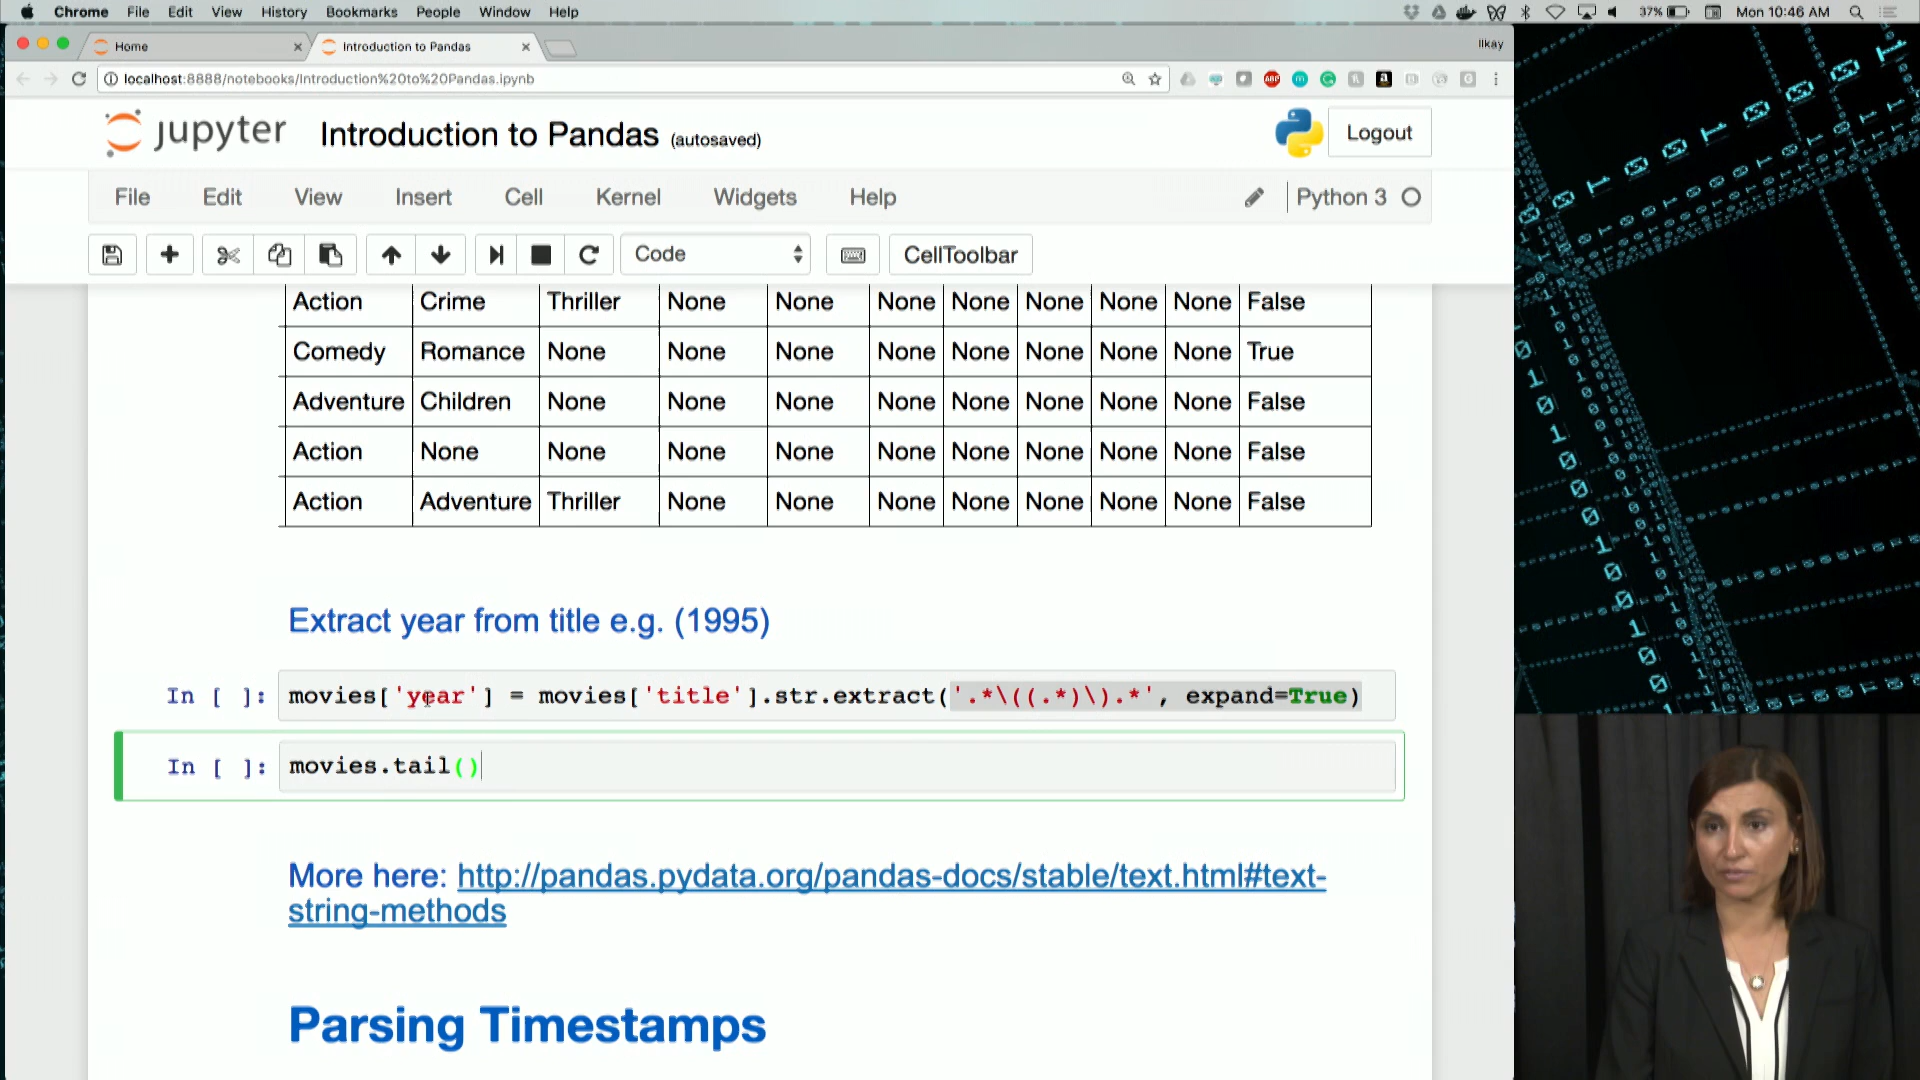 Chrome File Edit View History Bookmarks People Window Help 37% Mon 10:46 AM
Home Introduction to Pandas Ilkay
localhost:8888/notebooks/Introduction%20to%20Pandas.ipynb
jupyter Introduction to Pandas (autosaved) Logout
File Edit View Insert Cell Kernel Widgets Help Python 3
Code CellToolbar
Action Crime Thriller None None None None None None None False
Comedy Romance None None None None None None None None True
Adventure Children None None None None None None None None False
Action None None None None None None None None None False
Action Adventure Thriller None None None None None None None False
Extract year from title e.g. (1995)
In [ ]: movies['year'] = movies['title'].str.extract('.*\((.*)\).*', expand=True)
In [ ]: movies.tail()
More here: http://pandas.pydata.org/pandas-docs/stable/text.html#text-
string-methods
Parsing Timestamps